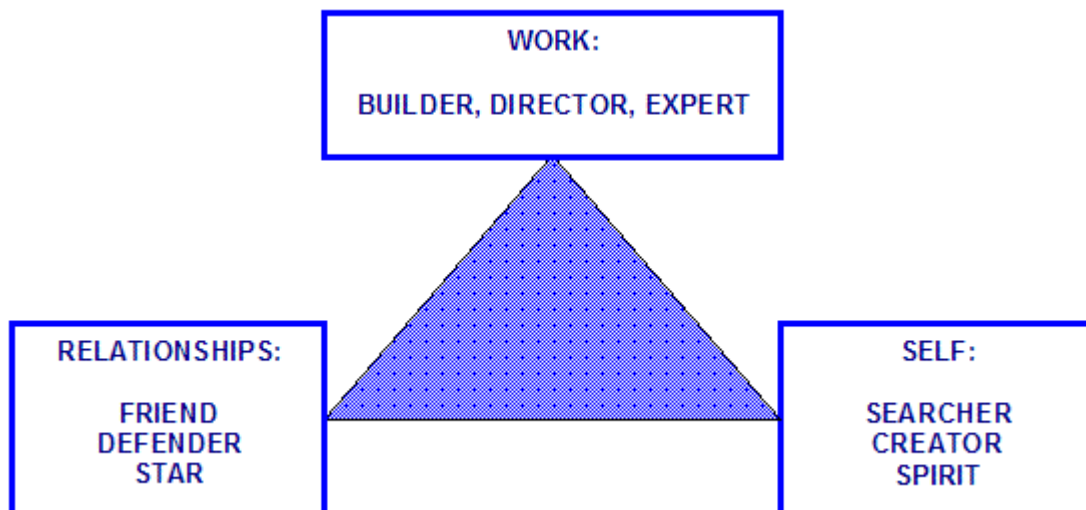 WORK:
BUILDER, DIRECTOR, EXPERT
RELATIONSHIPS:
FRIEND
DEFENDER
STAR
SELF:
SEARCHER
CREATOR
SPIRIT